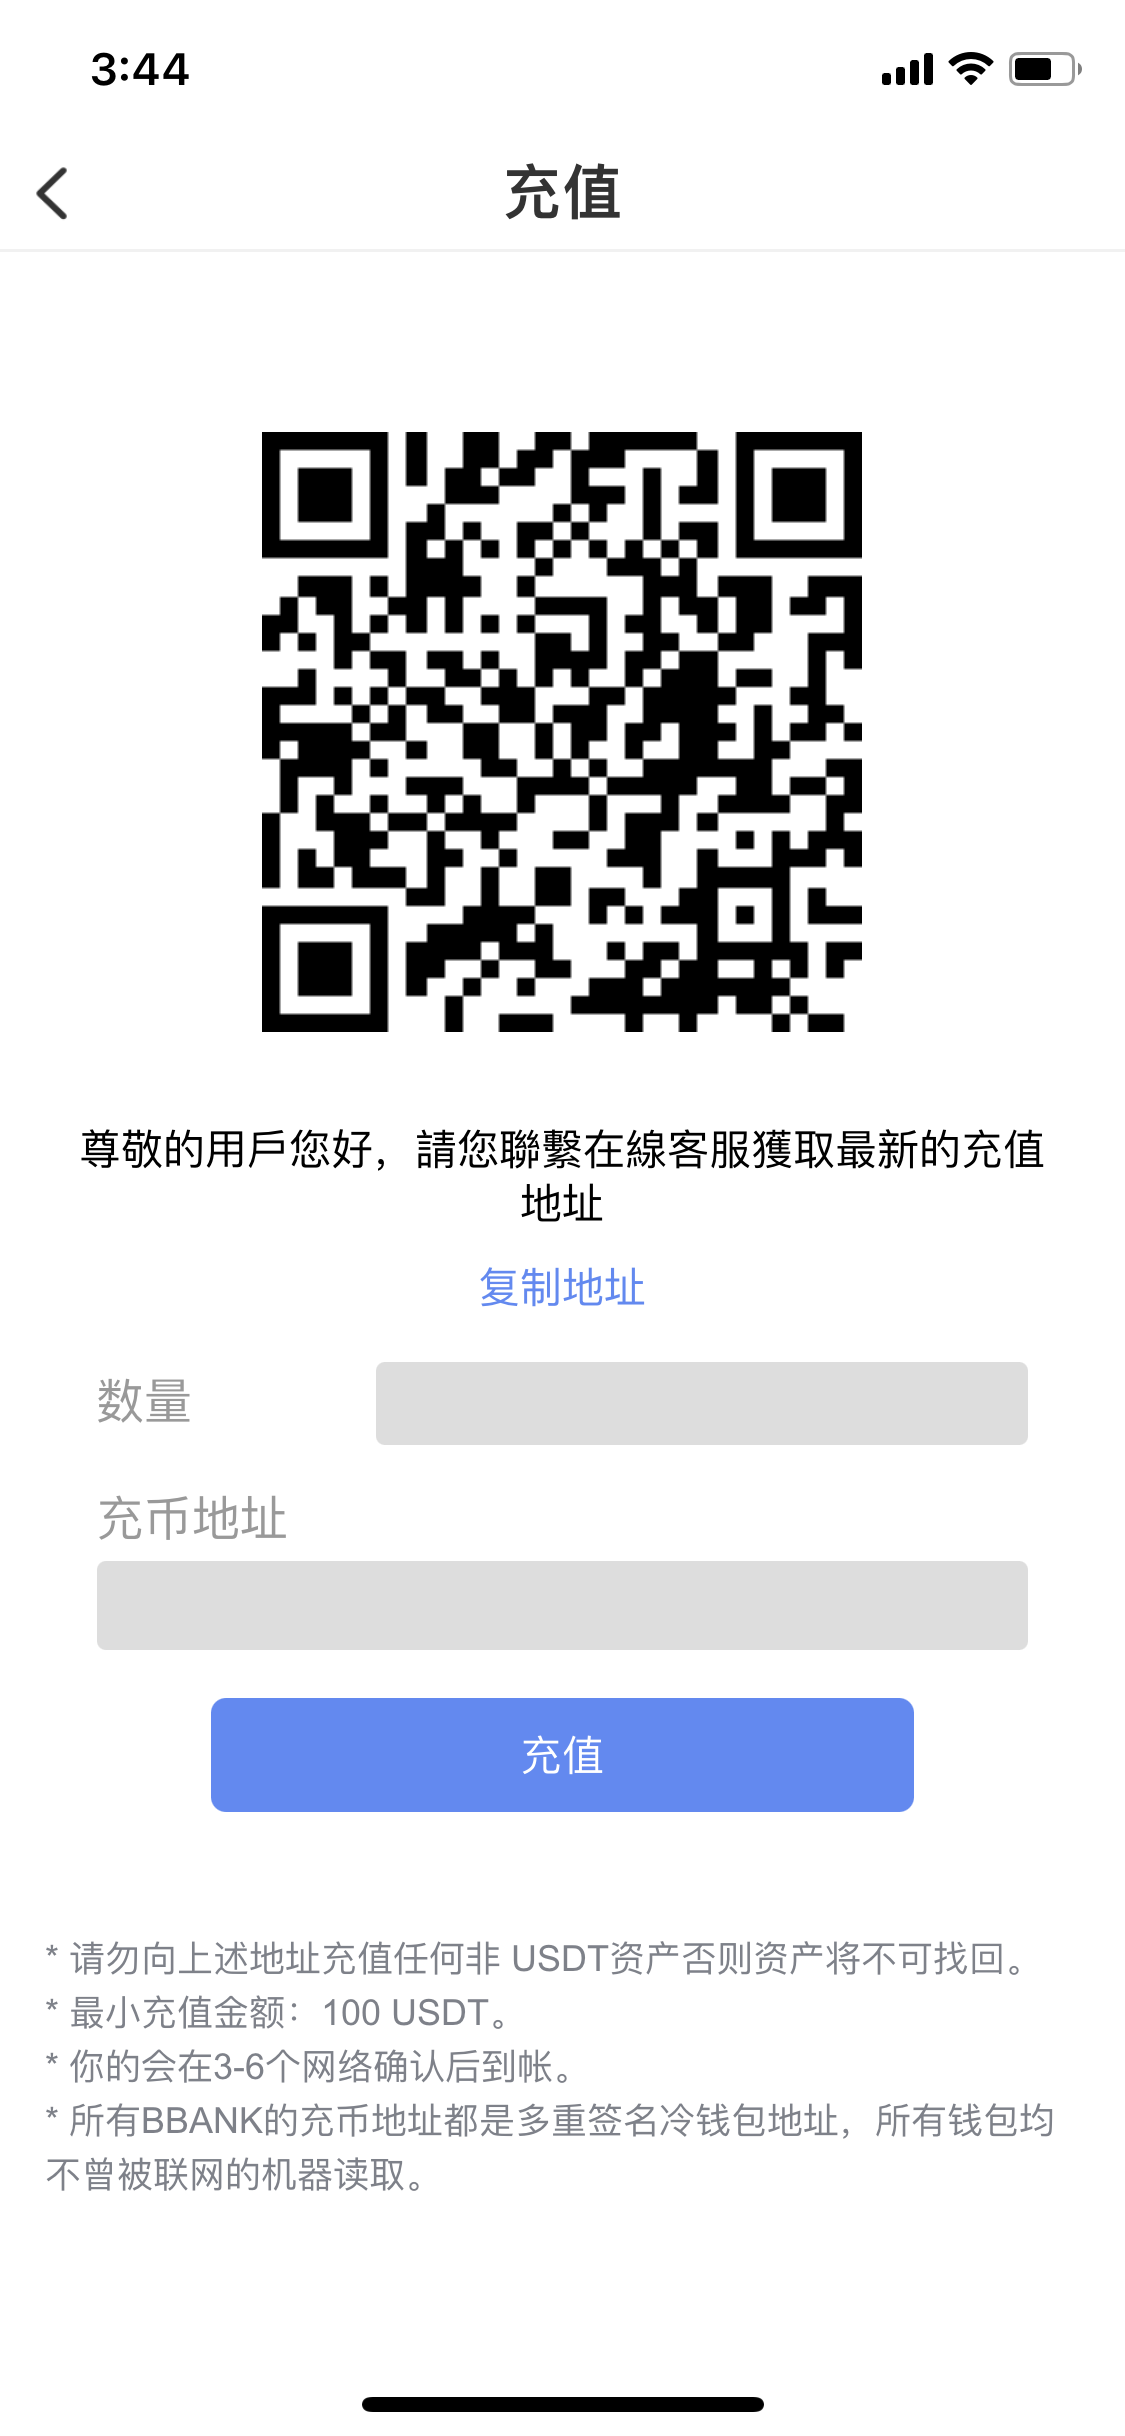 3:44
充值
尊敬的用戶您好，請您聯繫在線客服獲取最新的充值
地址
复制地址
数量
充币地址
充值
* 请勿向上述地址充值任何非 USDT资产否则资产将不可找回。
* 最小充值金额：100 USDT。
* 你的会在3-6个网络确认后到帐。
* 所有BBANK的充币地址都是多重签名冷钱包地址，所有钱包均
不曾被联网的机器读取。